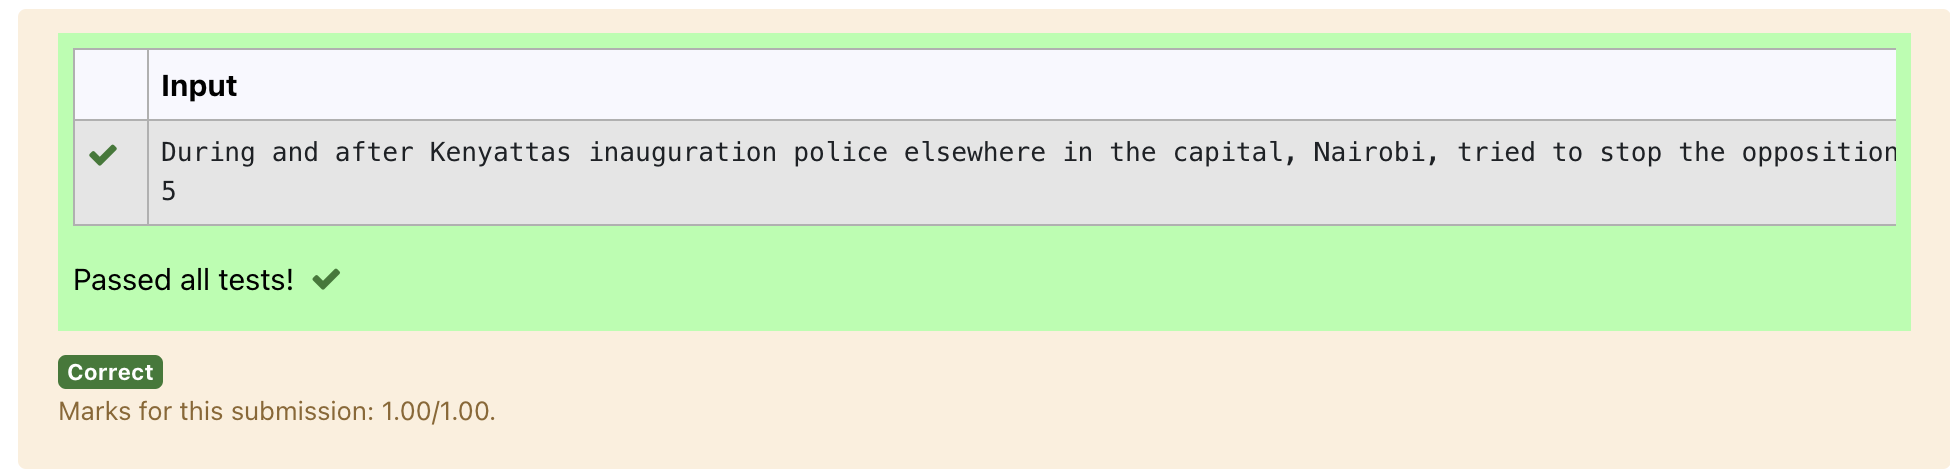 Input
During and after Kenyattas inauguration police elsewhere in the capital, Nairobi, tried to stop the opposition
5
Passed all tests!
Correct
Marks for this submission: 1.00/1.00.